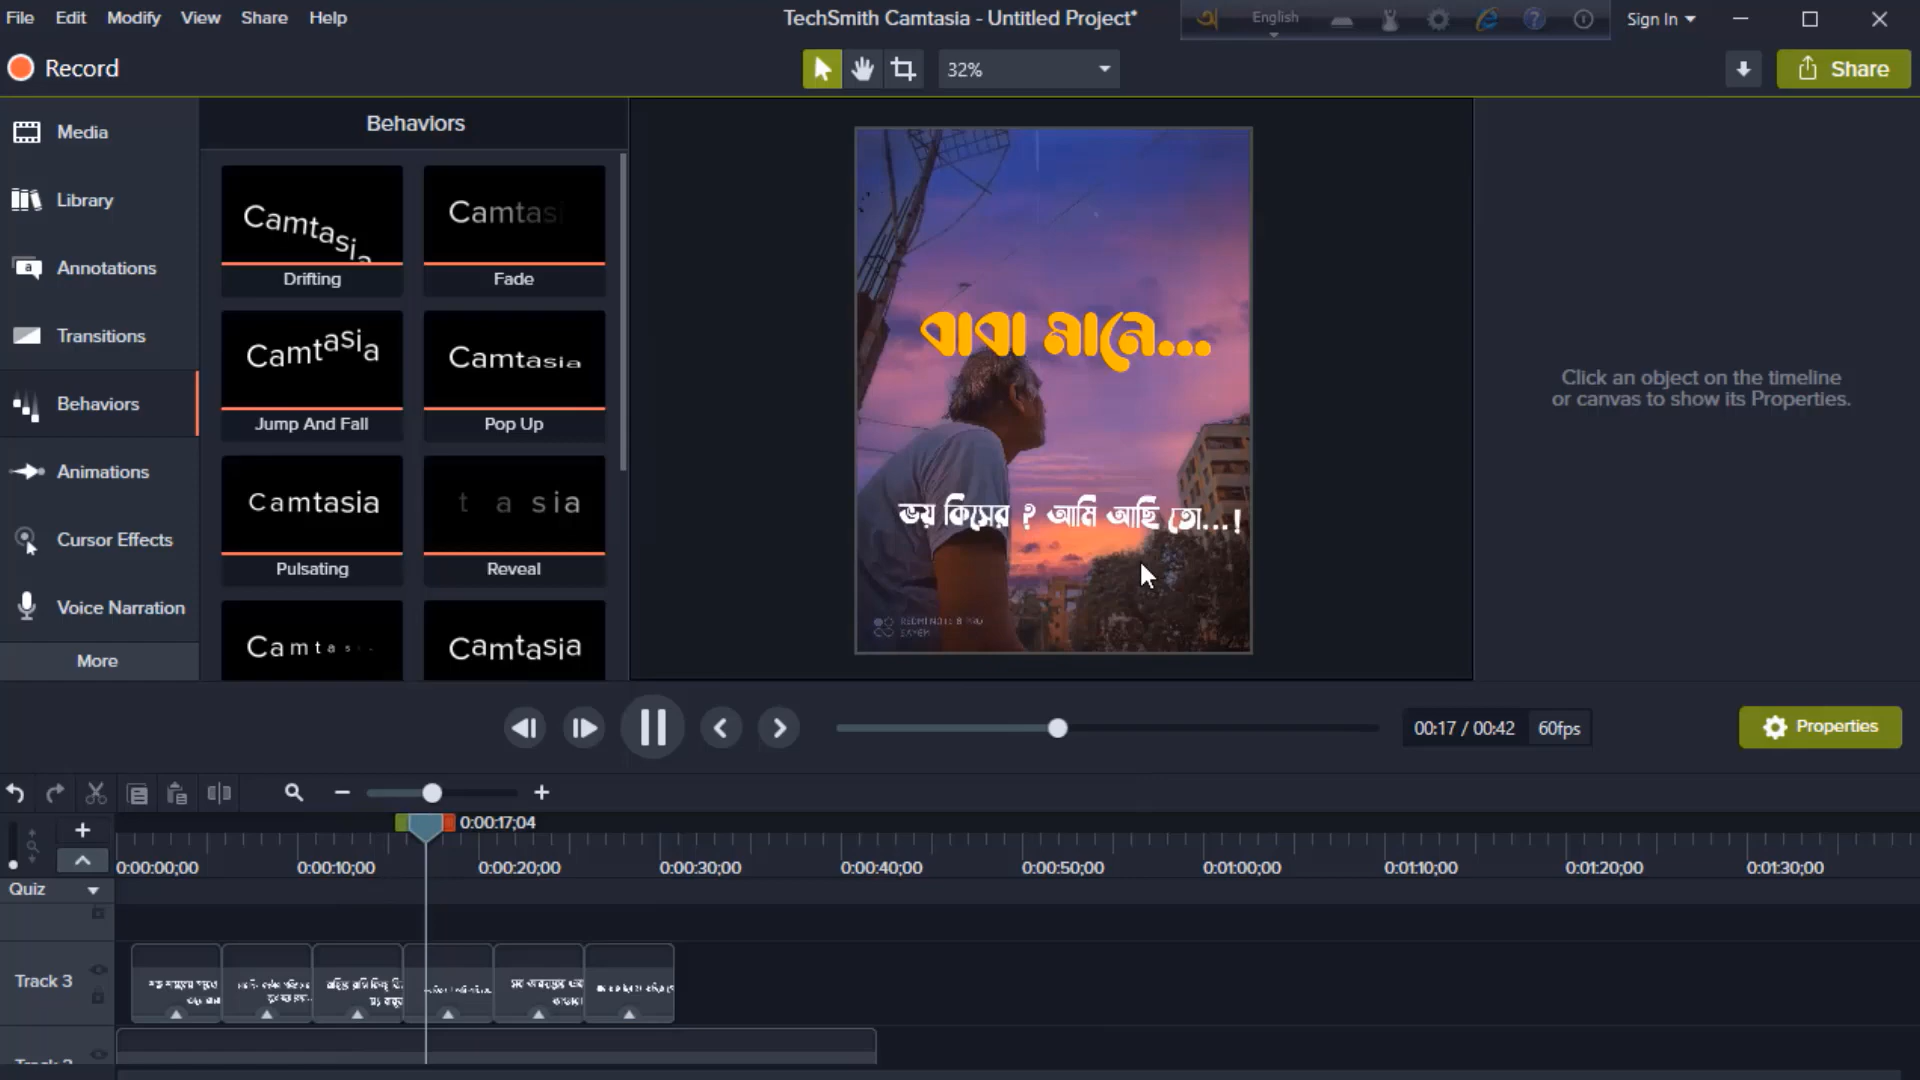 File Edit Modify View Share Help
TechSmith Camtasia - Untitled Project*
English
Sign In
Record
32%
Share
Media
Library
Annotations
Transitions
Behaviors
Animations
Cursor Effects
Voice Narration
More
Behaviors
Camtasia
Drifting
Camtasi
Fade
Camtasia
Jump And Fall
Camtasia
Pop Up
Camtasia
Pulsating
t a sia
Reveal
Camtas
Camtasia
বাবা মানে...
ভয় কিসের ? আমি আছি তো...!
REDMI NOTE 8 PRO
Click an object on the timeline
or canvas to show its Properties.
00:17 / 00:42 60fps
Properties
0:00:17;04
0:00:00;00 0:00:10;00 0:00:20;00 0:00:30;00 0:00:40;00 0:00:50;00 0:01:00;00 0:01:10;00 0:01:20;00 0:01:30;00
Quiz
Track 3